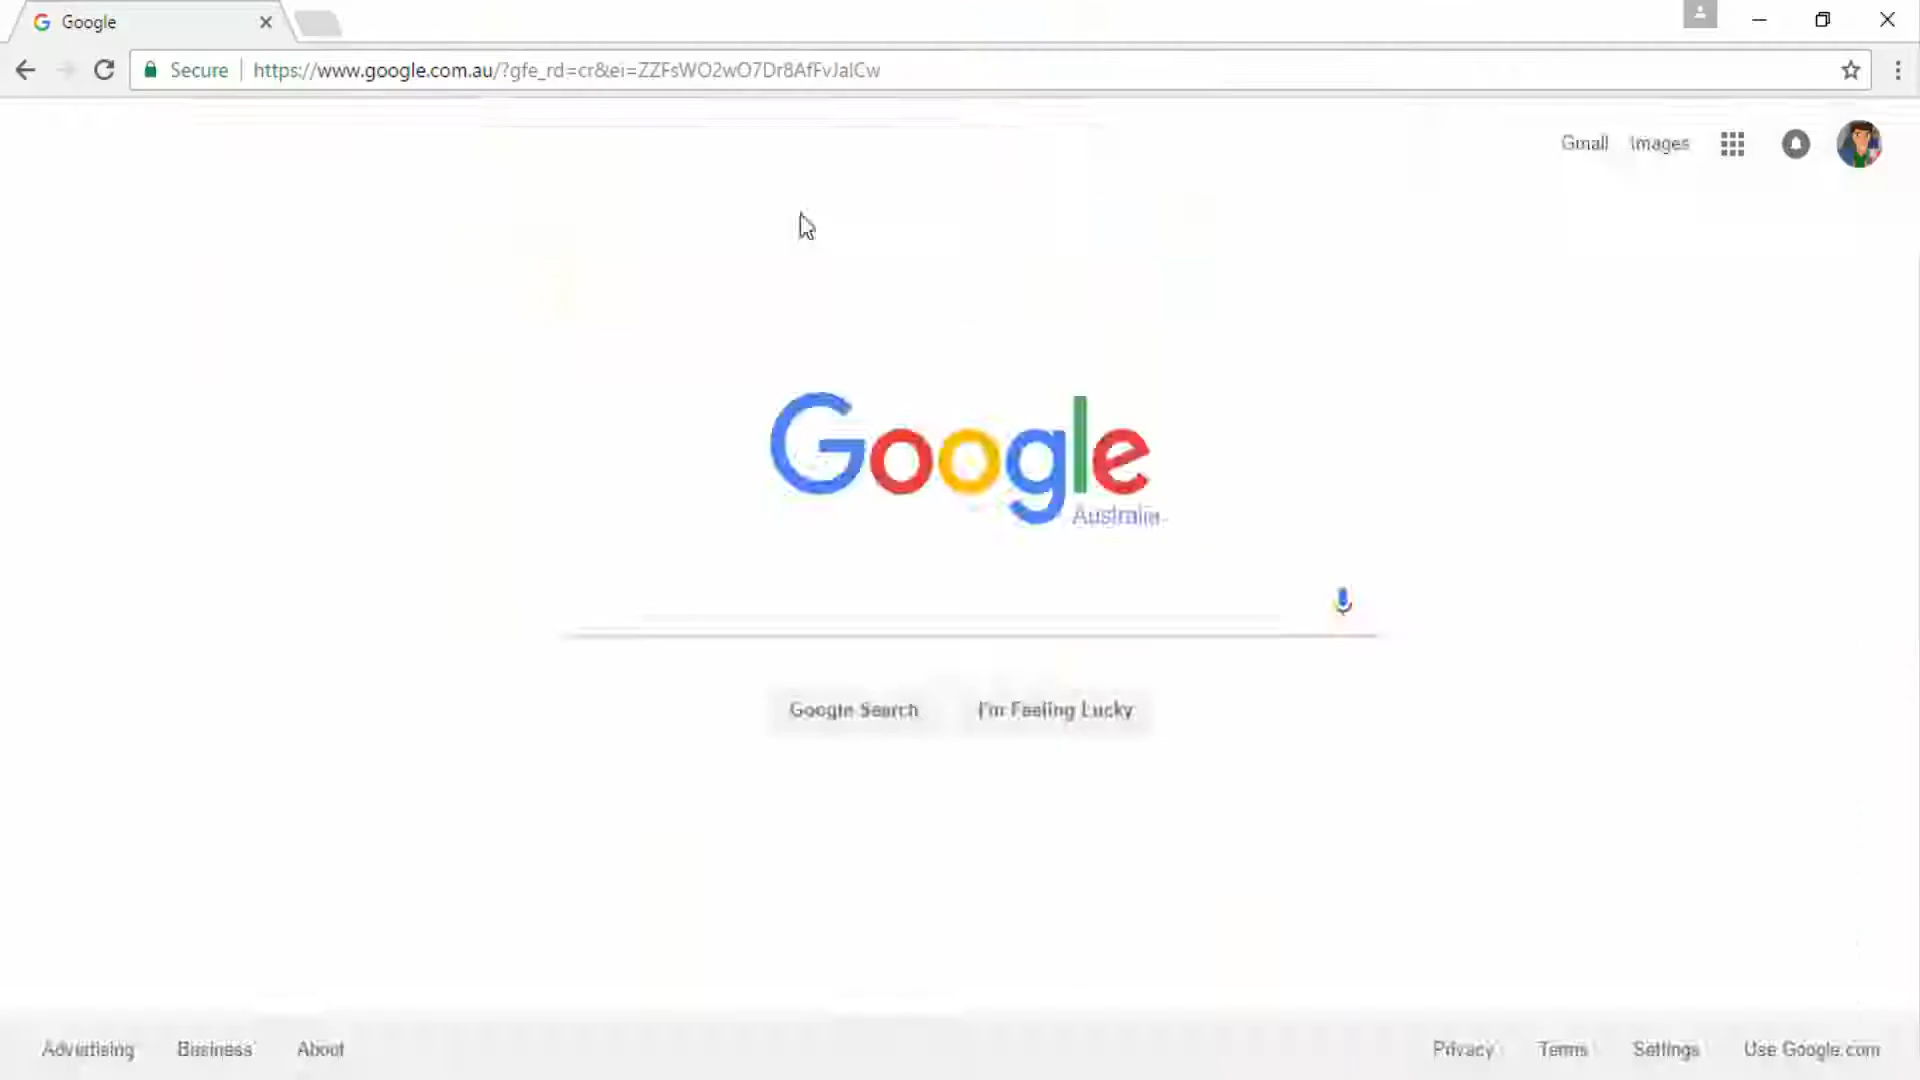 Google
Secure https://www.google.com.au/?gfe_rd=cr&ei=ZZFsWO2wO7Dr8AfFvJaICw
Gmail Images
Google
Australia
Google Search I'm Feeling Lucky
Advertising Business About Privacy Terms Settings Use Google.com